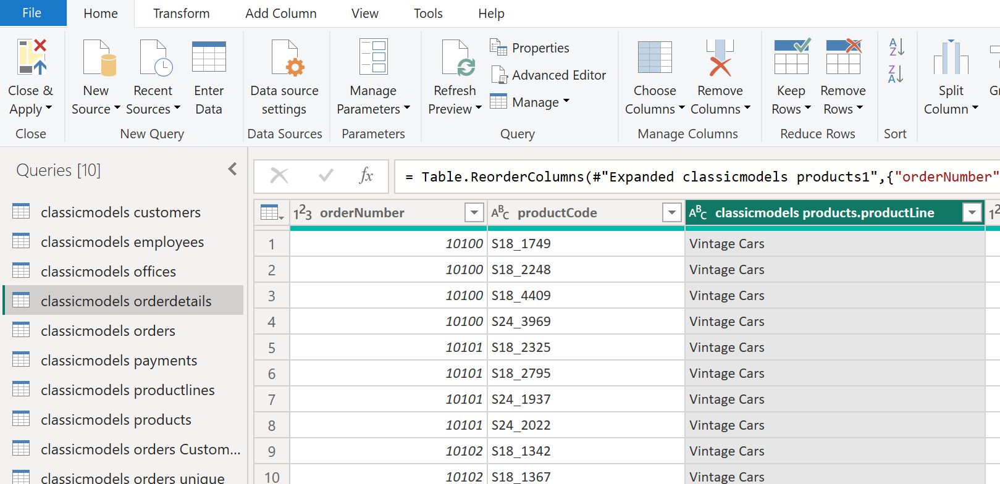 File Home Transform Add Column View Tools Help
Close & Apply
New Source
Recent Sources
Enter Data
Data source settings
Manage Parameters
Refresh Preview
Properties
Advanced Editor
Manage
Choose Columns
Remove Columns
Keep Rows
Remove Rows
A Z
Z A
Split Column
Close New Query Data Sources Parameters Query Manage Columns Reduce Rows Sort
Queries [10]
fx = Table.ReorderColumns(#"Expanded classicmodels products1",{"orderNumber"
classicmodels customers
classicmodels employees
classicmodels offices
classicmodels orderdetails
classicmodels orders
classicmodels payments
classicmodels productlines
classicmodels products
classicmodels orders Custom...
classicmodels orders unique
123 orderNumber ABC productCode ABC classicmodels products.productLine 12
1 10100 S18_1749 Vintage Cars
2 10100 S18_2248 Vintage Cars
3 10100 S18_4409 Vintage Cars
4 10100 S24_3969 Vintage Cars
5 10101 S18_2325 Vintage Cars
6 10101 S18_2795 Vintage Cars
7 10101 S24_1937 Vintage Cars
8 10101 S24_2022 Vintage Cars
9 10102 S18_1342 Vintage Cars
10 10102 S18_1367 Vintage Cars